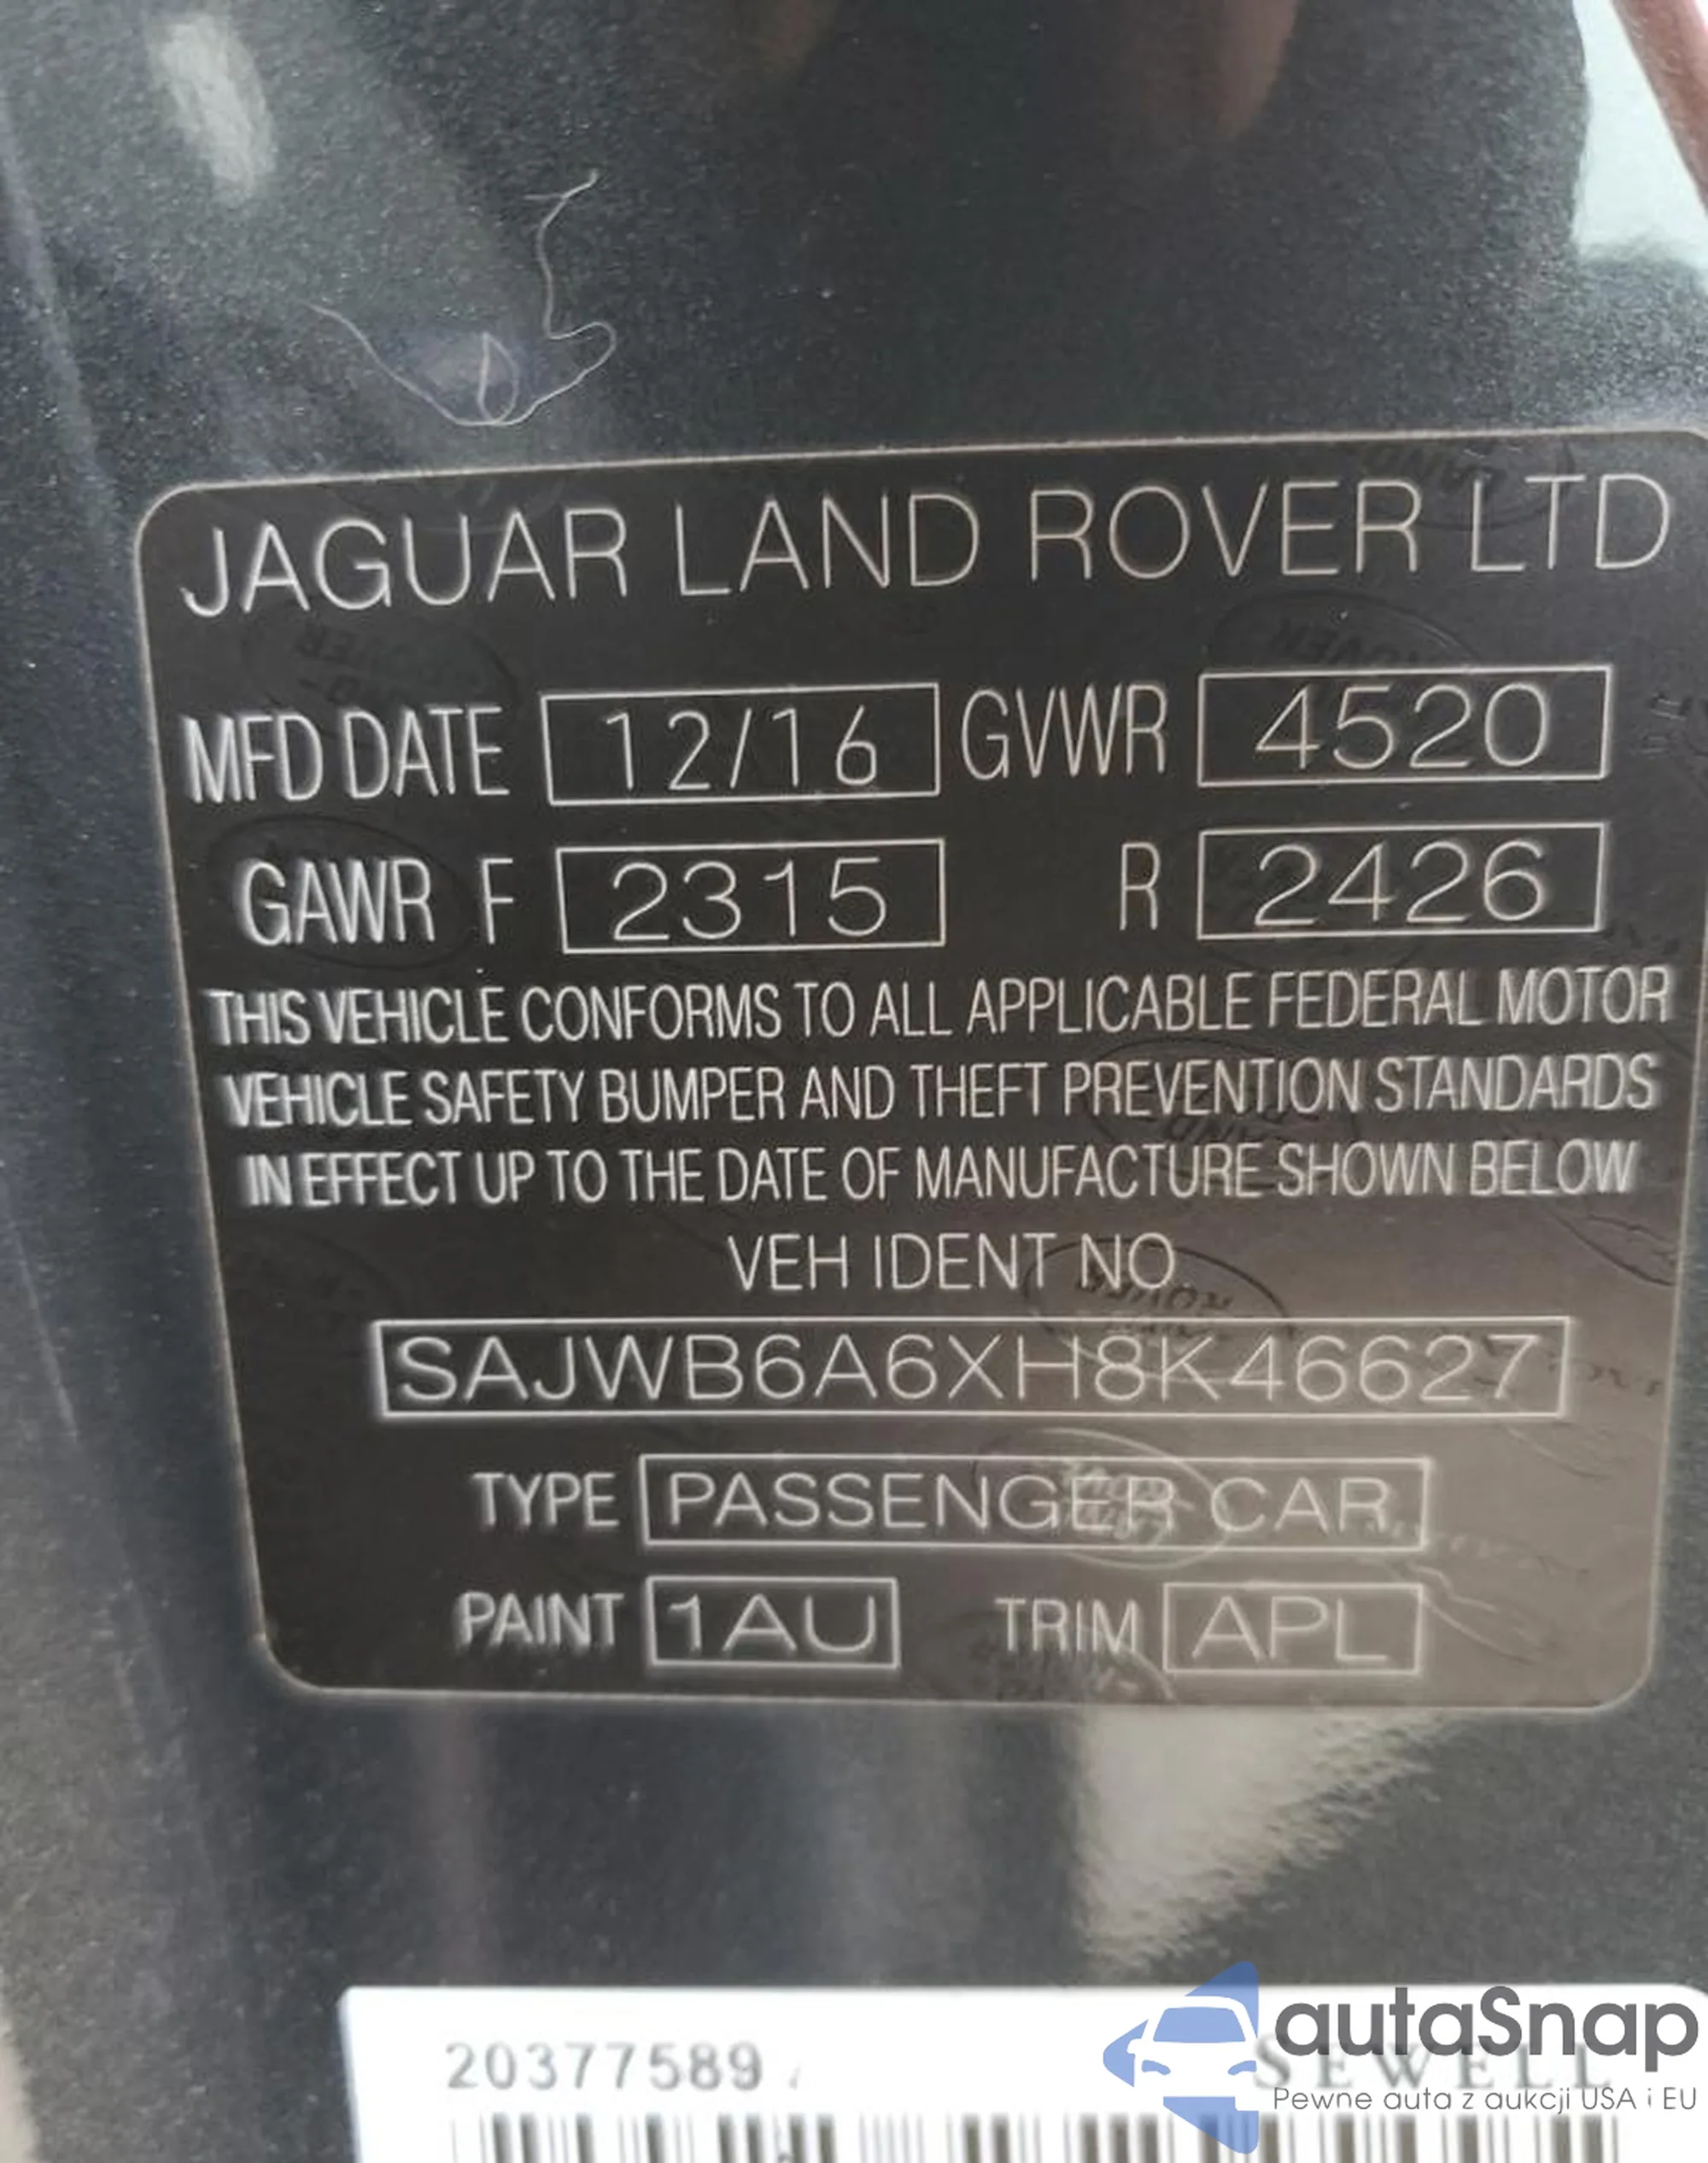 JAGUAR LAND ROVER LTD
MFD DATE 12/16 GVWR 4520
GAWR F 2315 R 2426
THIS VEHICLE CONFORMS TO ALL APPLICABLE FEDERAL MOTOR
VEHICLE SAFETY BUMPER AND THEFT PREVENTION STANDARDS
IN EFFECT UP TO THE DATE OF MANUFACTURE SHOWN BELOW
VEH IDENT NO
SAJWB6A6XH8K46627
TYPE PASSENGER CAR
PAINT 1AU TRIM APL
autaSnap
20377589 SEWELL
Pewne auta z aukcji USA i EU